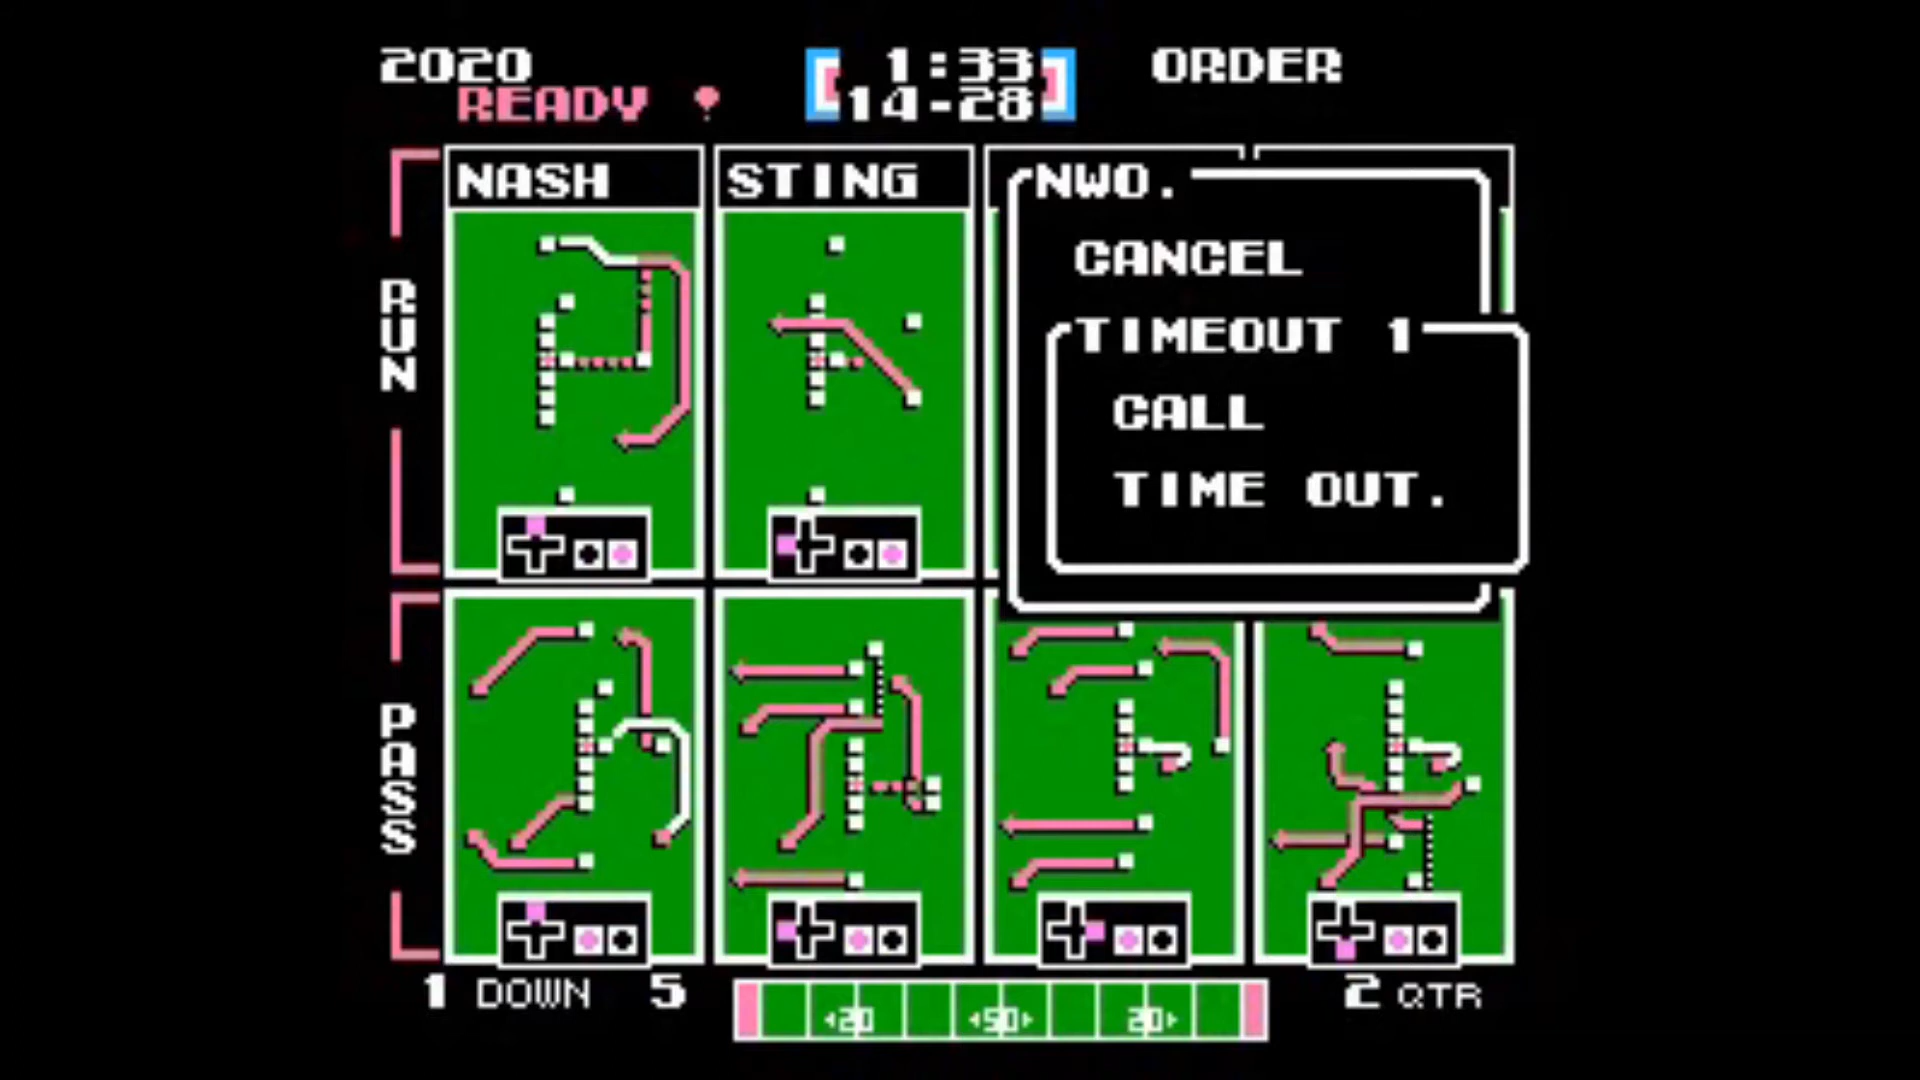 2020 1:33 ORDER
READY 14-28
NASH STING NWO.
CANCEL
TIMEOUT 1
CALL
TIME OUT.
RUN
PASS
1 DOWN 5 2 QTR
20 50 20